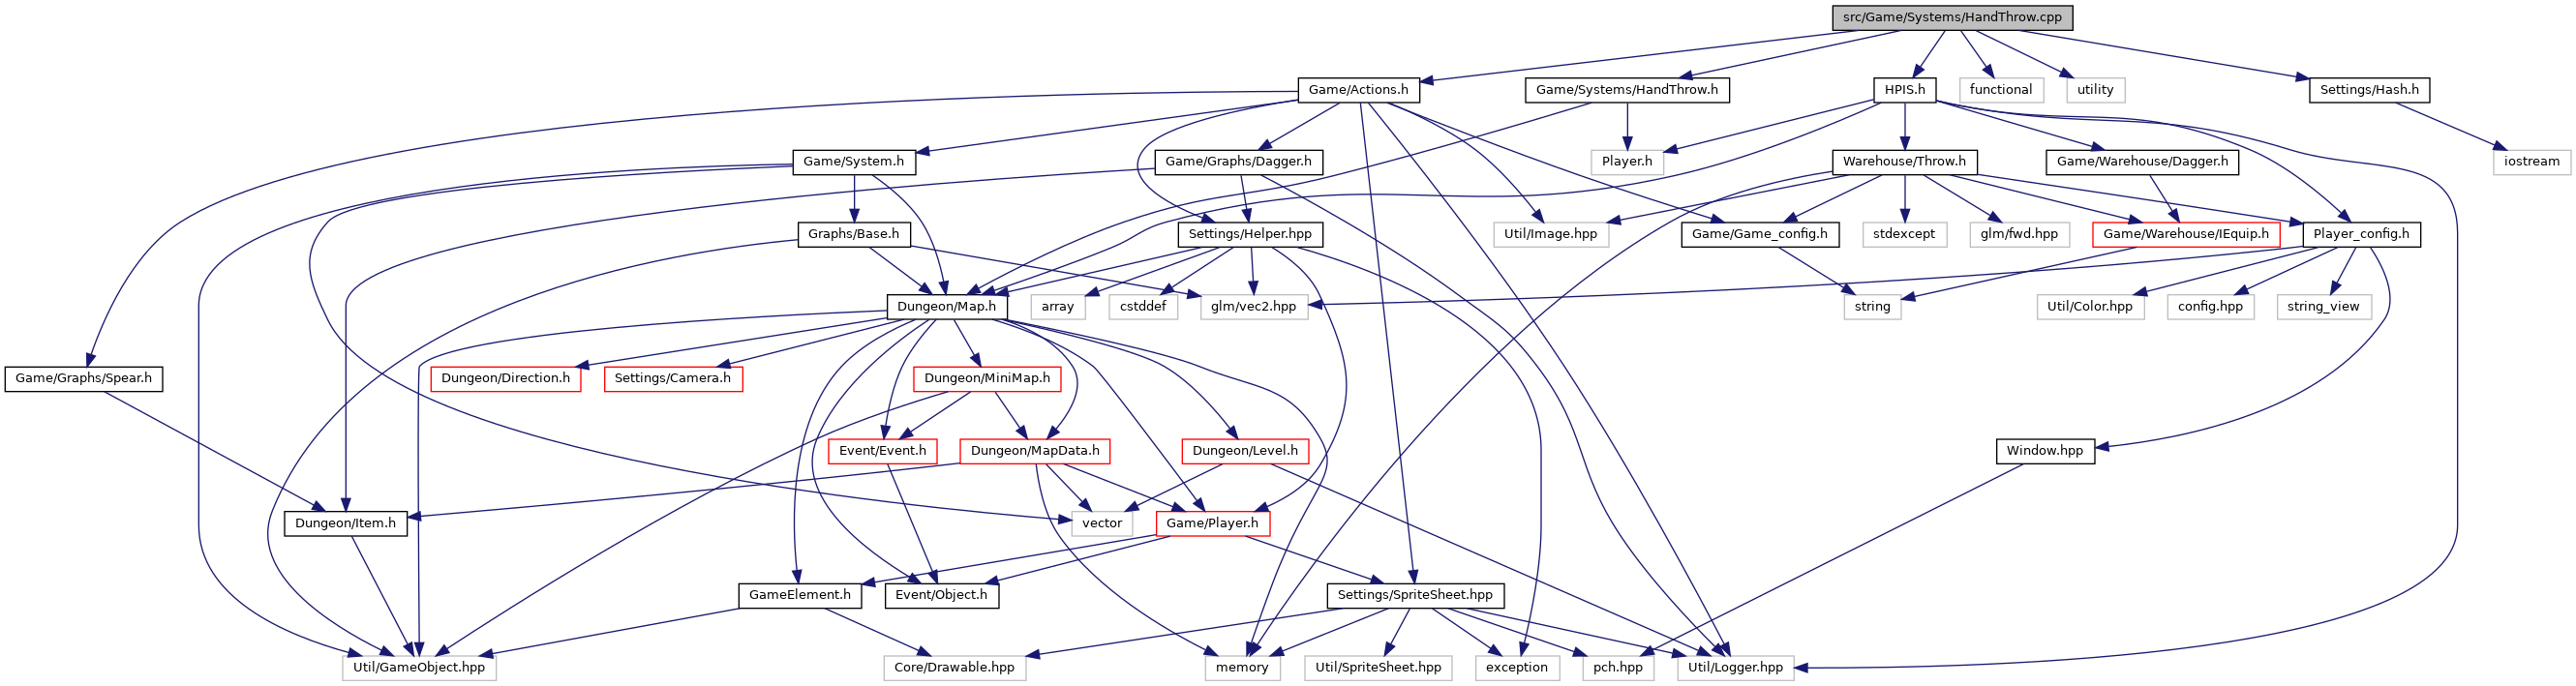 src/Game/Systems/HandThrow.cpp
Game/Actions.h
Game/Systems/HandThrow.h
HPIS.h
functional
utility
Settings/Hash.h
Game/System.h
Game/Graphs/Dagger.h
Player.h
Warehouse/Throw.h
Game/Warehouse/Dagger.h
iostream
Graphs/Base.h
Settings/Helper.hpp
Util/Image.hpp
Game/Game_config.h
stdexcept
glm/fwd.hpp
Game/Warehouse/IEquip.h
Player_config.h
Dungeon/Map.h
array
cstddef
glm/vec2.hpp
string
Util/Color.hpp
config.hpp
string_view
Game/Graphs/Spear.h
Dungeon/Direction.h
Settings/Camera.h
Dungeon/MiniMap.h
Event/Event.h
Dungeon/MapData.h
Dungeon/Level.h
Window.hpp
Dungeon/Item.h
vector
Game/Player.h
GameElement.h
Event/Object.h
Settings/SpriteSheet.hpp
Util/GameObject.hpp
Core/Drawable.hpp
memory
Util/SpriteSheet.hpp
exception
pch.hpp
Util/Logger.hpp